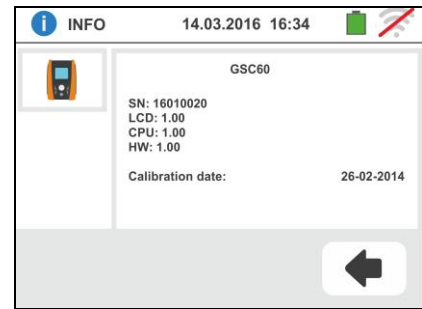 INFO 14.03.2016 16:34
GSC60
SN: 16010020
LCD: 1.00
CPU: 1.00
HW: 1.00
Calibration date: 26-02-2014